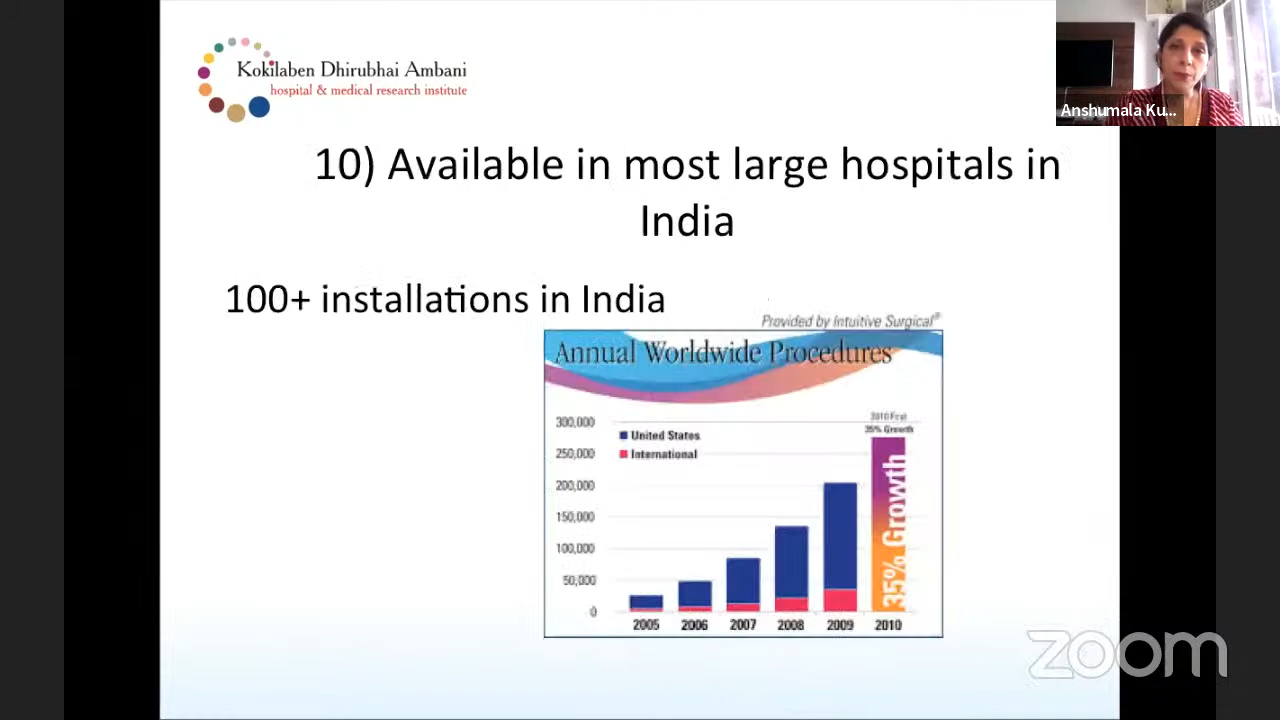 Kokilaben Dhirubhai Ambani
hospital & medical research institute
Anshumala Ku...
10) Available in most large hospitals in
India
100+ installations in India
Provided by Intuitive Surgical®
Annual Worldwide Procedures
300,000
250,000
200,000
150,000
100,000
50,000
0
United States
International
35% Growth
35% Growth
2005 2006 2007 2008 2009 2010
zoom